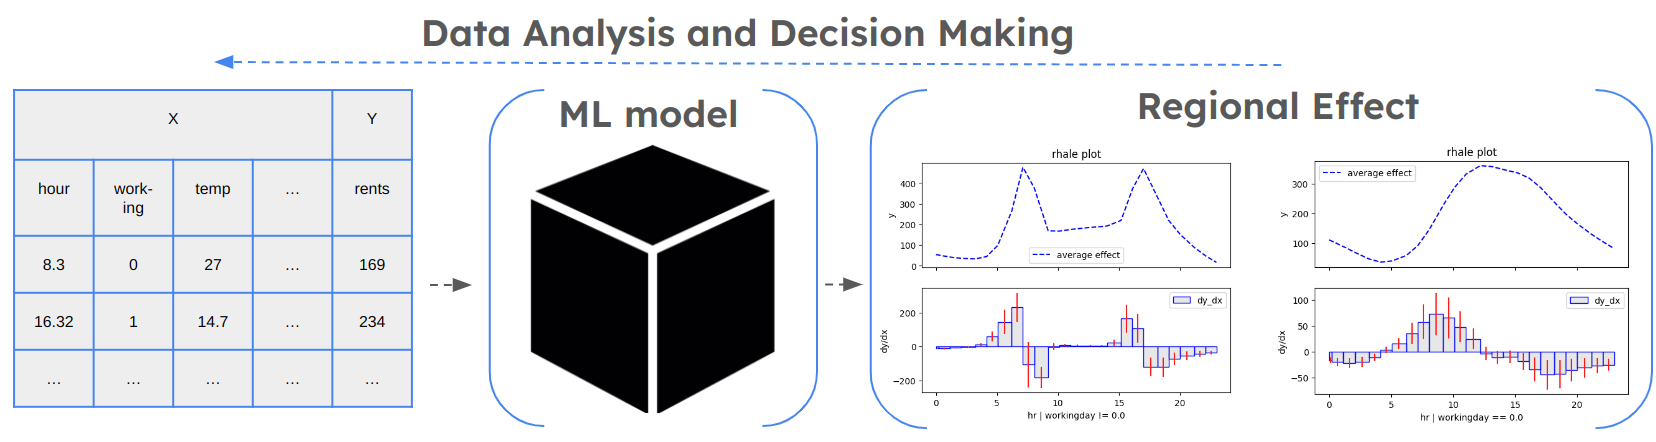 Data Analysis and Decision Making
X Y
hour work- temp ... rents
ing
8.3 0 27 ... 169
16.32 1 14.7 ... 234
... ... ... ... ...
ML model
Regional Effect
rhale plot
400
300
200
100
0
y
average effect
200
0
−200
dy/dx
dy_dx
0 5 10 15 20
hr | workingday != 0.0
rhale plot
300
200
100
y
average effect
100
50
0
−50
dy/dx
dy_dx
0 5 10 15 20
hr | workingday == 0.0